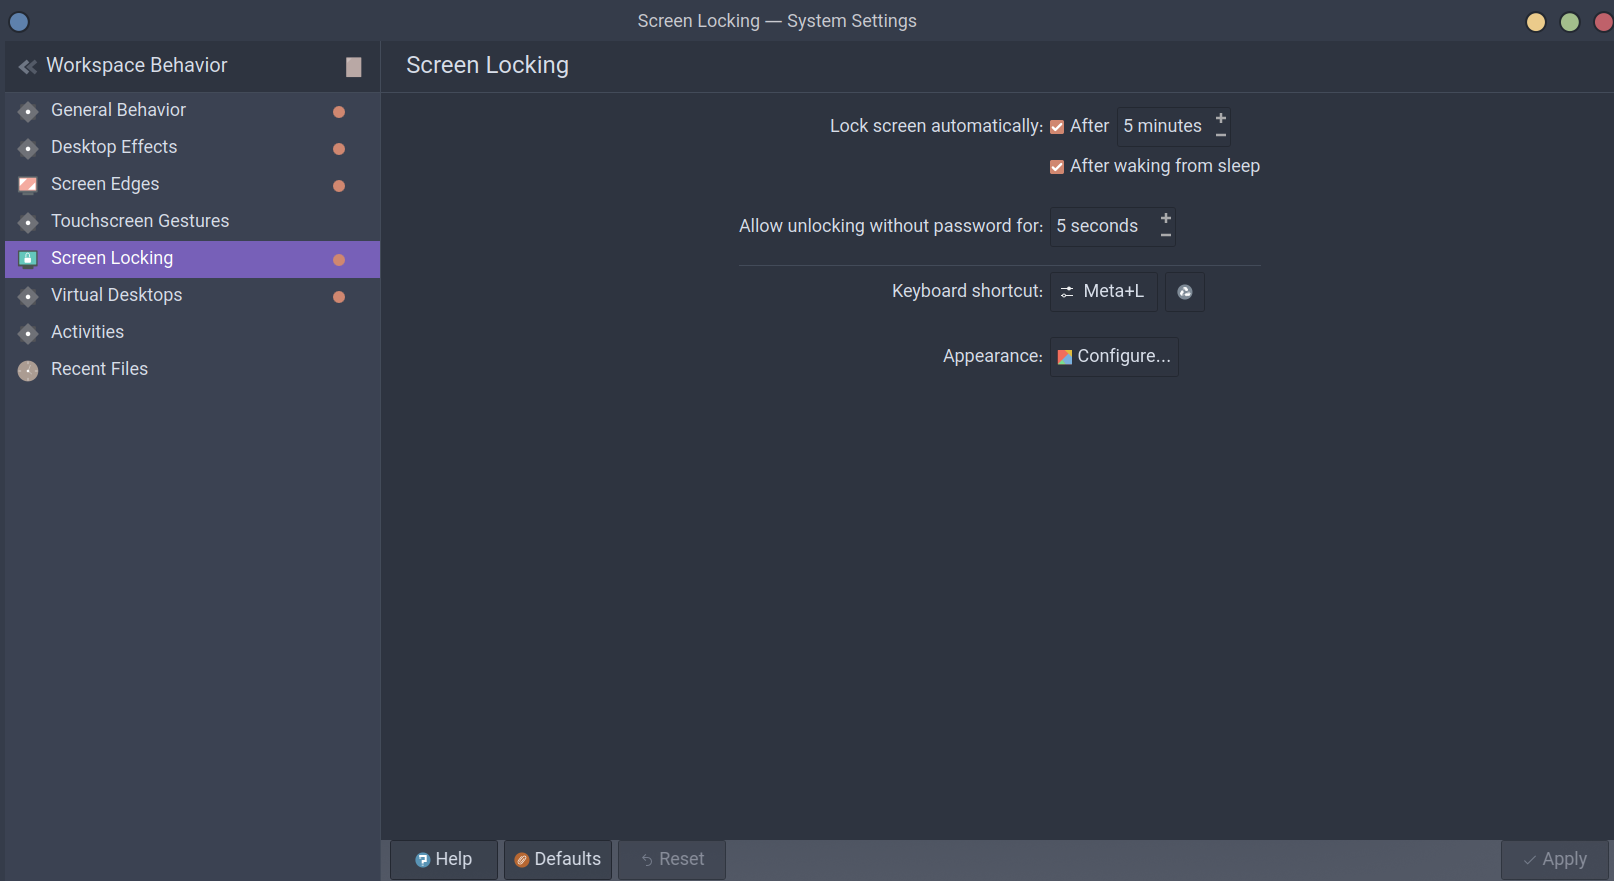 Screen Locking — System Settings
Workspace Behavior
Screen Locking
General Behavior
Desktop Effects
Screen Edges
Touchscreen Gestures
Screen Locking
Virtual Desktops
Activities
Recent Files
Lock screen automatically: After 5 minutes
After waking from sleep
Allow unlocking without password for: 5 seconds
Keyboard shortcut: Meta+L
Appearance: Configure...
Help Defaults Reset Apply